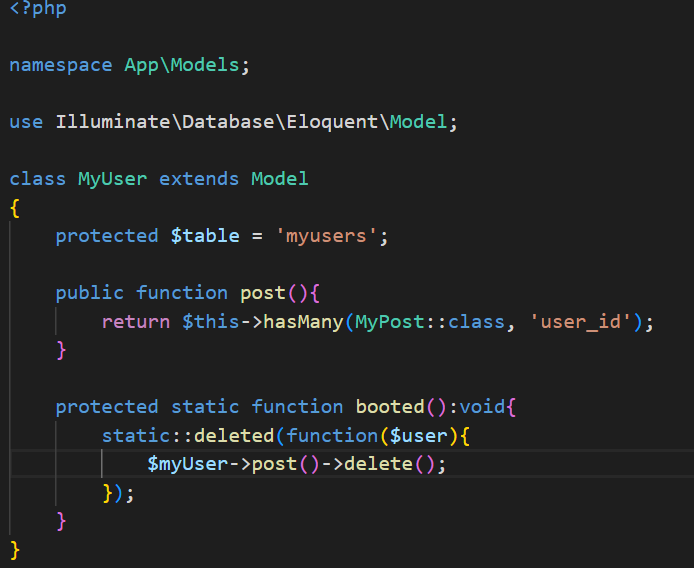 <?php
namespace App\Models;
use Illuminate\Database\Eloquent\Model;
class MyUser extends Model
{
    protected $table = 'myusers';
    public function post(){
        return $this->hasMany(MyPost::class, 'user_id');
    }
    protected static function booted():void{
        static::deleted(function($user){
            $myUser->post()->delete();
        });
    }
}